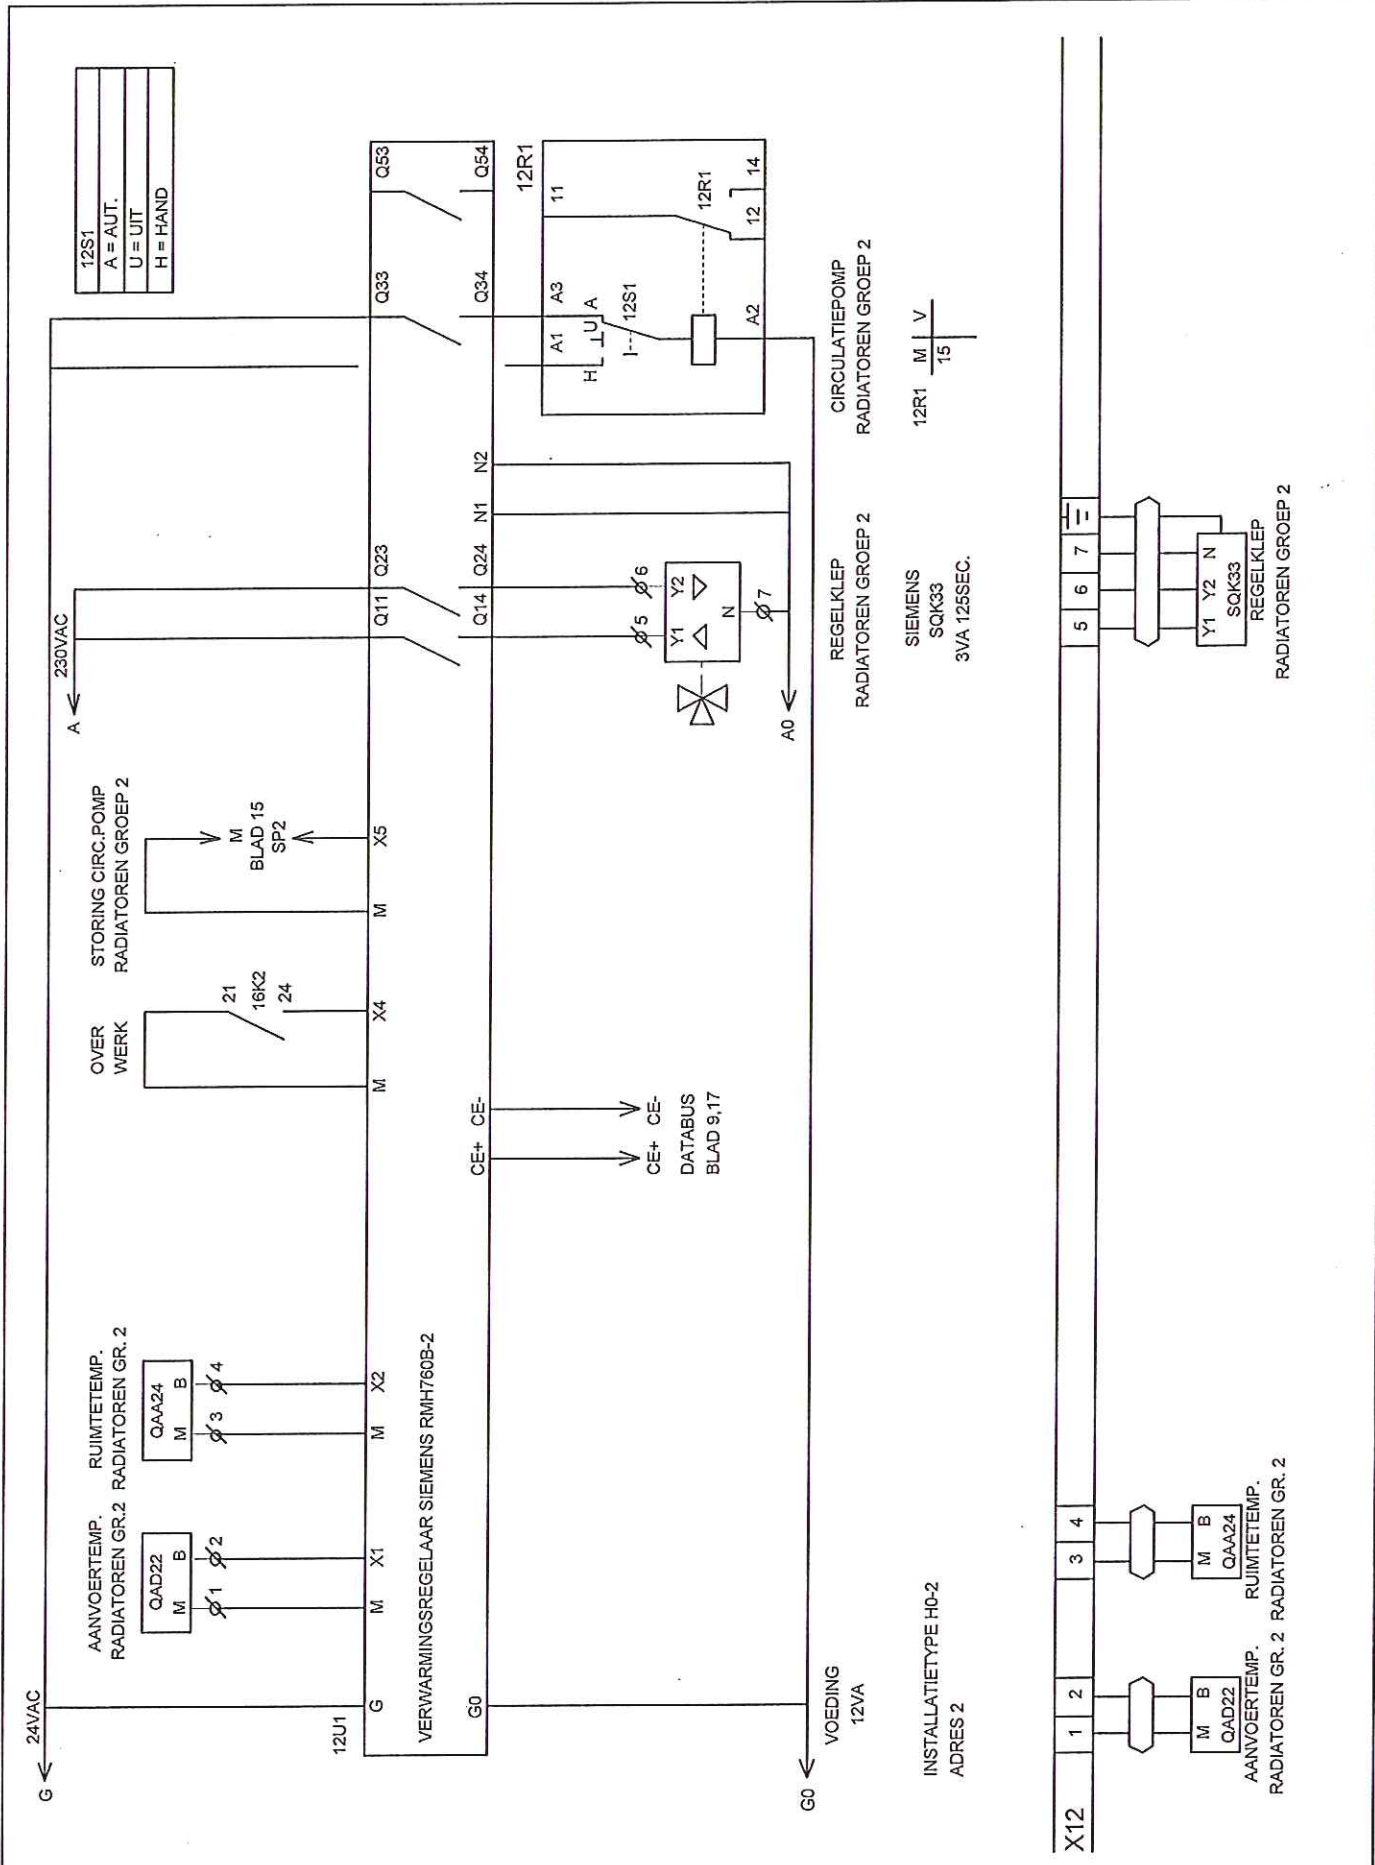 24VAC
G
230VAC
A
12S1
A = AUT.
U = UIT
H = HAND
AANVOERTEMP.
RADIATOREN GR.2
QAD22
M B
1 2
RUIMTETEMP.
RADIATOREN GR. 2
QAA24
M B
3 4
OVER
WERK
21
16K2
24
STORING CIRC.POMP
RADIATOREN GROEP 2
M
BLAD 15
SP2
12U1
G M X1 M X2 M X4 M X5 Q11 Q23 Q33 Q53
VERWARMINGSREGELAAR SIEMENS RMH760B-2
G0 CE+ CE- Q14 Q24 N1 N2 Q34 Q54
CE+ CE-
DATABUS
BLAD 9,17
5 6
Y1 Y2
N
7
A0
12R1
A1 A3 11
H U A
12S1
12R1
A2 12 14
G0
VOEDING
12VA
REGELKLEP
RADIATOREN GROEP 2
SIEMENS
SQK33
3VA 125SEC.
CIRCULATIEPOMP
RADIATOREN GROEP 2
12R1 M V
15
INSTALLATIETYPE H0-2
ADRES 2
X12
1 2 3 4 5 6 7
M B
QAD22
AANVOERTEMP.
RADIATOREN GR. 2
M B
QAA24
RUIMTETEMP.
RADIATOREN GR. 2
Y1 Y2 N
SQK33
REGELKLEP
RADIATOREN GROEP 2